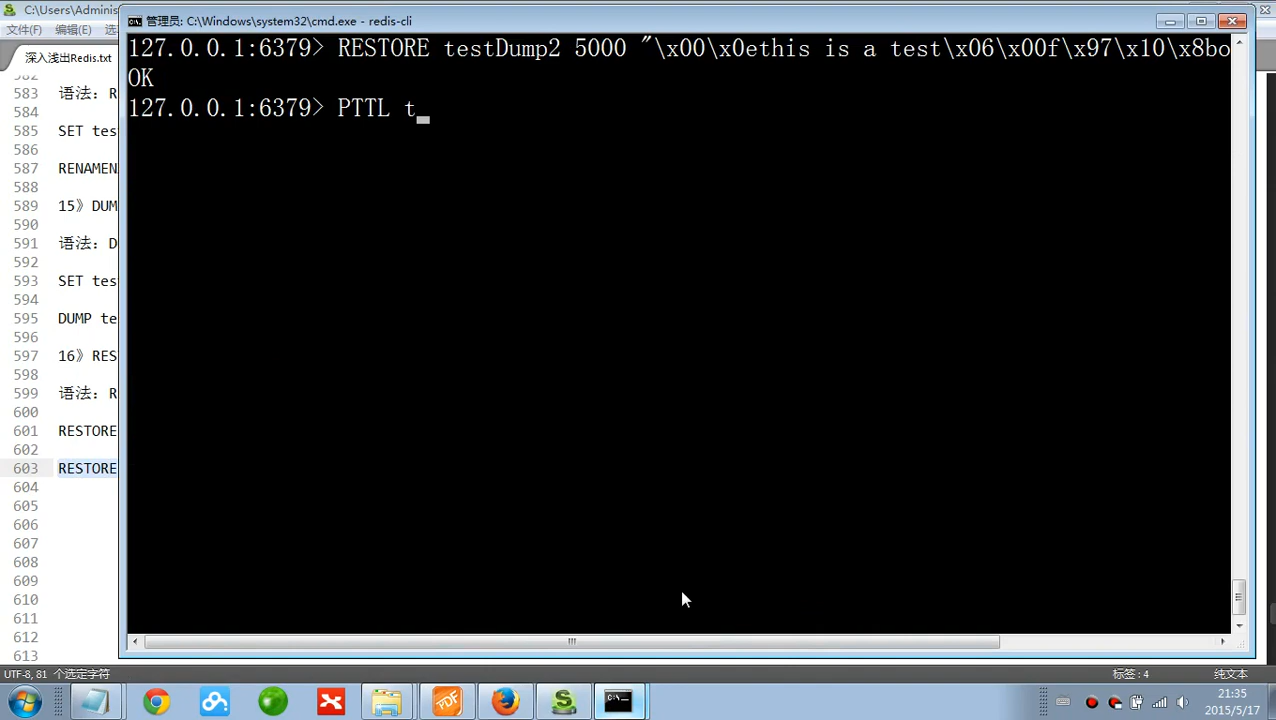 C:\Users\Adminis
文件(F) 编辑(E) 选
深入浅出Redis.txt
管理员: C:\Windows\system32\cmd.exe - redis-cli
127.0.0.1:6379> RESTORE testDump2 5000 "\x00\x0ethis is a test\x06\x00f\x97\x10\x8bo
OK
127.0.0.1:6379> PTTL t
582
583 语法: R
584
585 SET tes
586
587 RENAMEN
588
589 15》DUM
590
591 语法: D
592
593 SET tes
594
595 DUMP te
596
597 16》RES
598
599 语法: R
600
601 RESTORE
602
603 RESTORE
604
605
606
607
608
609
610
611
612
613
UTF-8, 81 个选定字符
标签: 4
纯文本
PDF
C:\.
21:35
2015/5/17